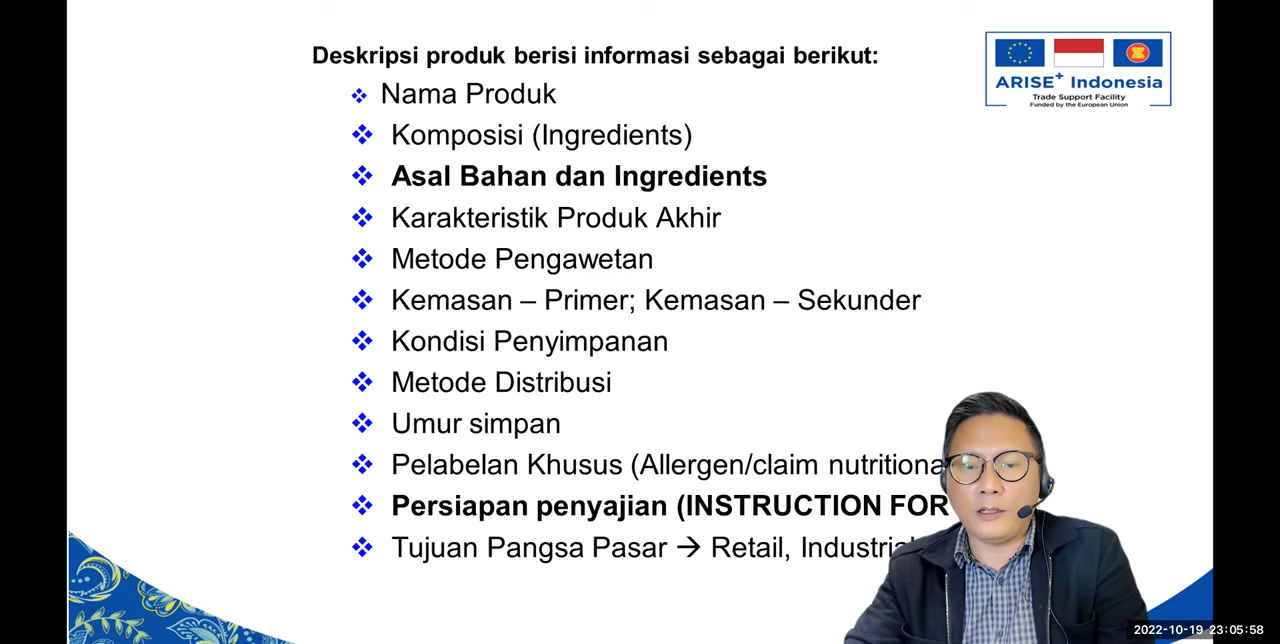 Deskripsi produk berisi informasi sebagai berikut:
Nama Produk
Komposisi (Ingredients)
Asal Bahan dan Ingredients
Karakteristik Produk Akhir
Metode Pengawetan
Kemasan – Primer; Kemasan – Sekunder
Kondisi Penyimpanan
Metode Distribusi
Umur simpan
Pelabelan Khusus (Allergen/claim nutritiona
Persiapan penyajian (INSTRUCTION FOR
Tujuan Pangsa Pasar → Retail, Industria
ARISE+ Indonesia
Trade Support Facility
Funded by the European Union
2022-10-19 23:05:58